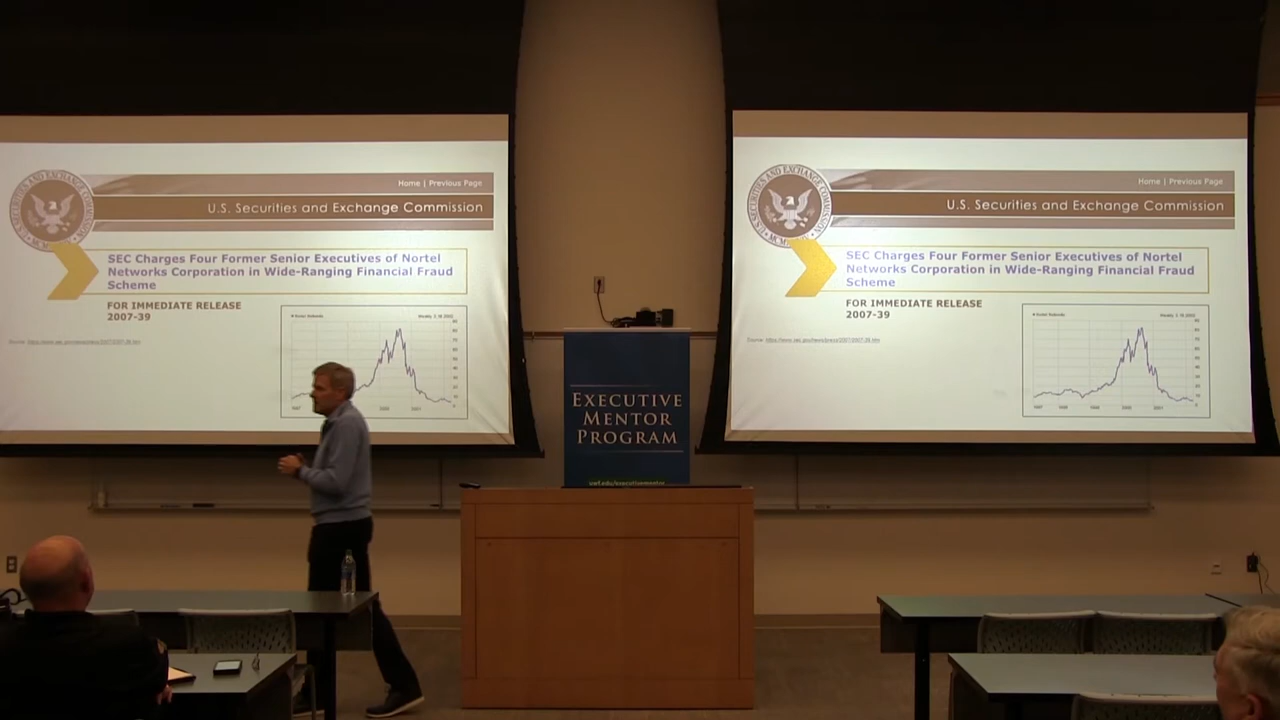 Home | Previous Page
U.S. Securities and Exchange Commission
SEC Charges Four Former Senior Executives of Nortel
Networks Corporation in Wide-Ranging Financial Fraud
Scheme
FOR IMMEDIATE RELEASE
2007-39
EXECUTIVE
MENTOR
PROGRAM
Home | Previous Page
U.S. Securities and Exchange Commission
SEC Charges Four Former Senior Executives of Nortel
Networks Corporation in Wide-Ranging Financial Fraud
Scheme
FOR IMMEDIATE RELEASE
2007-39